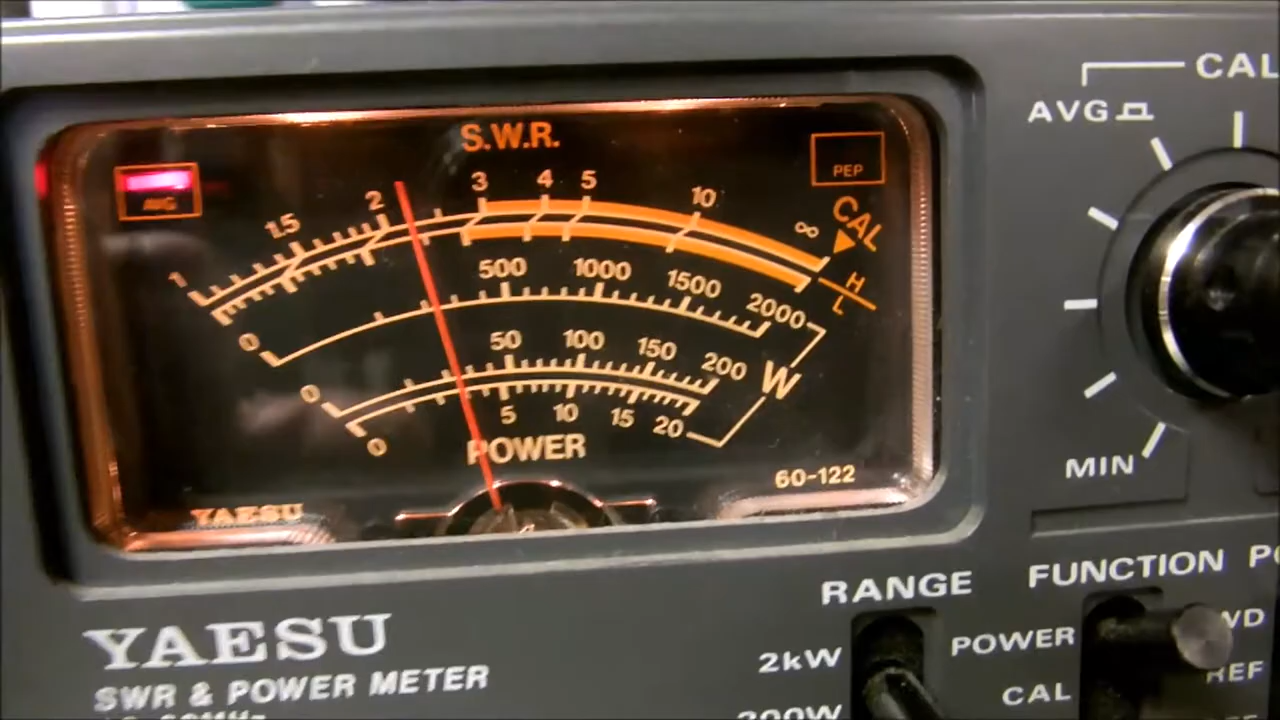 S.W.R.
AVG
PEP
1 1.5 2 3 4 5 10 ∞
CAL
H
L
0 500 1000 1500 2000
0 50 100 150 200
W
0 5 10 15 20
POWER
60-122
YAESU
CAL
AVG
MIN
YAESU
SWR & POWER METER
RANGE
2kW
200W
FUNCTION
POWER
CAL
REF